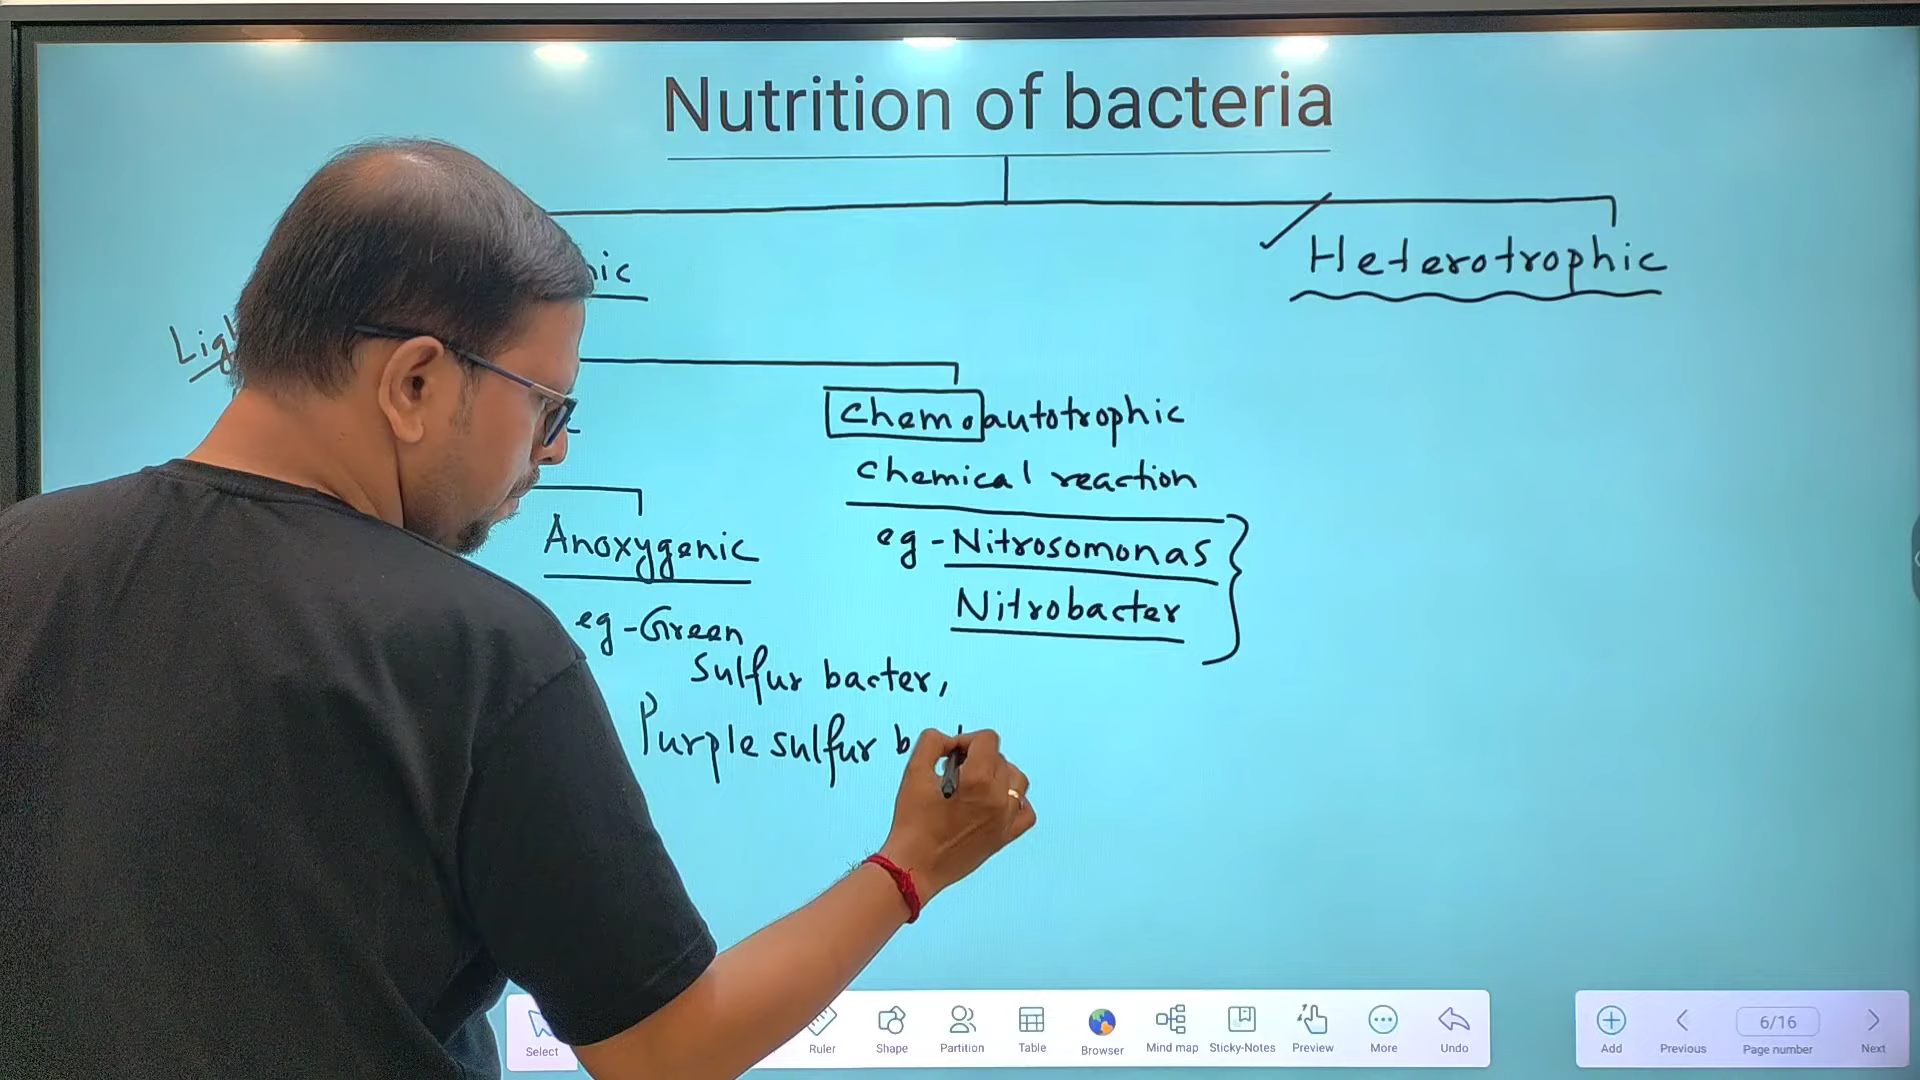 Nutrition of bacteria
Heterotrophic
Chemoautotrophic
chemical reaction
Anoxygenic
eg-Nitrosomonas
Nitrobacter
eg-Green
sulfur bacter,
Purple sulfur
Select
Ruler
Shape
Partition
Table
Browser
Mind map
Sticky-Notes
Preview
More
Undo
Add
Previous
6/16
Page number
Next